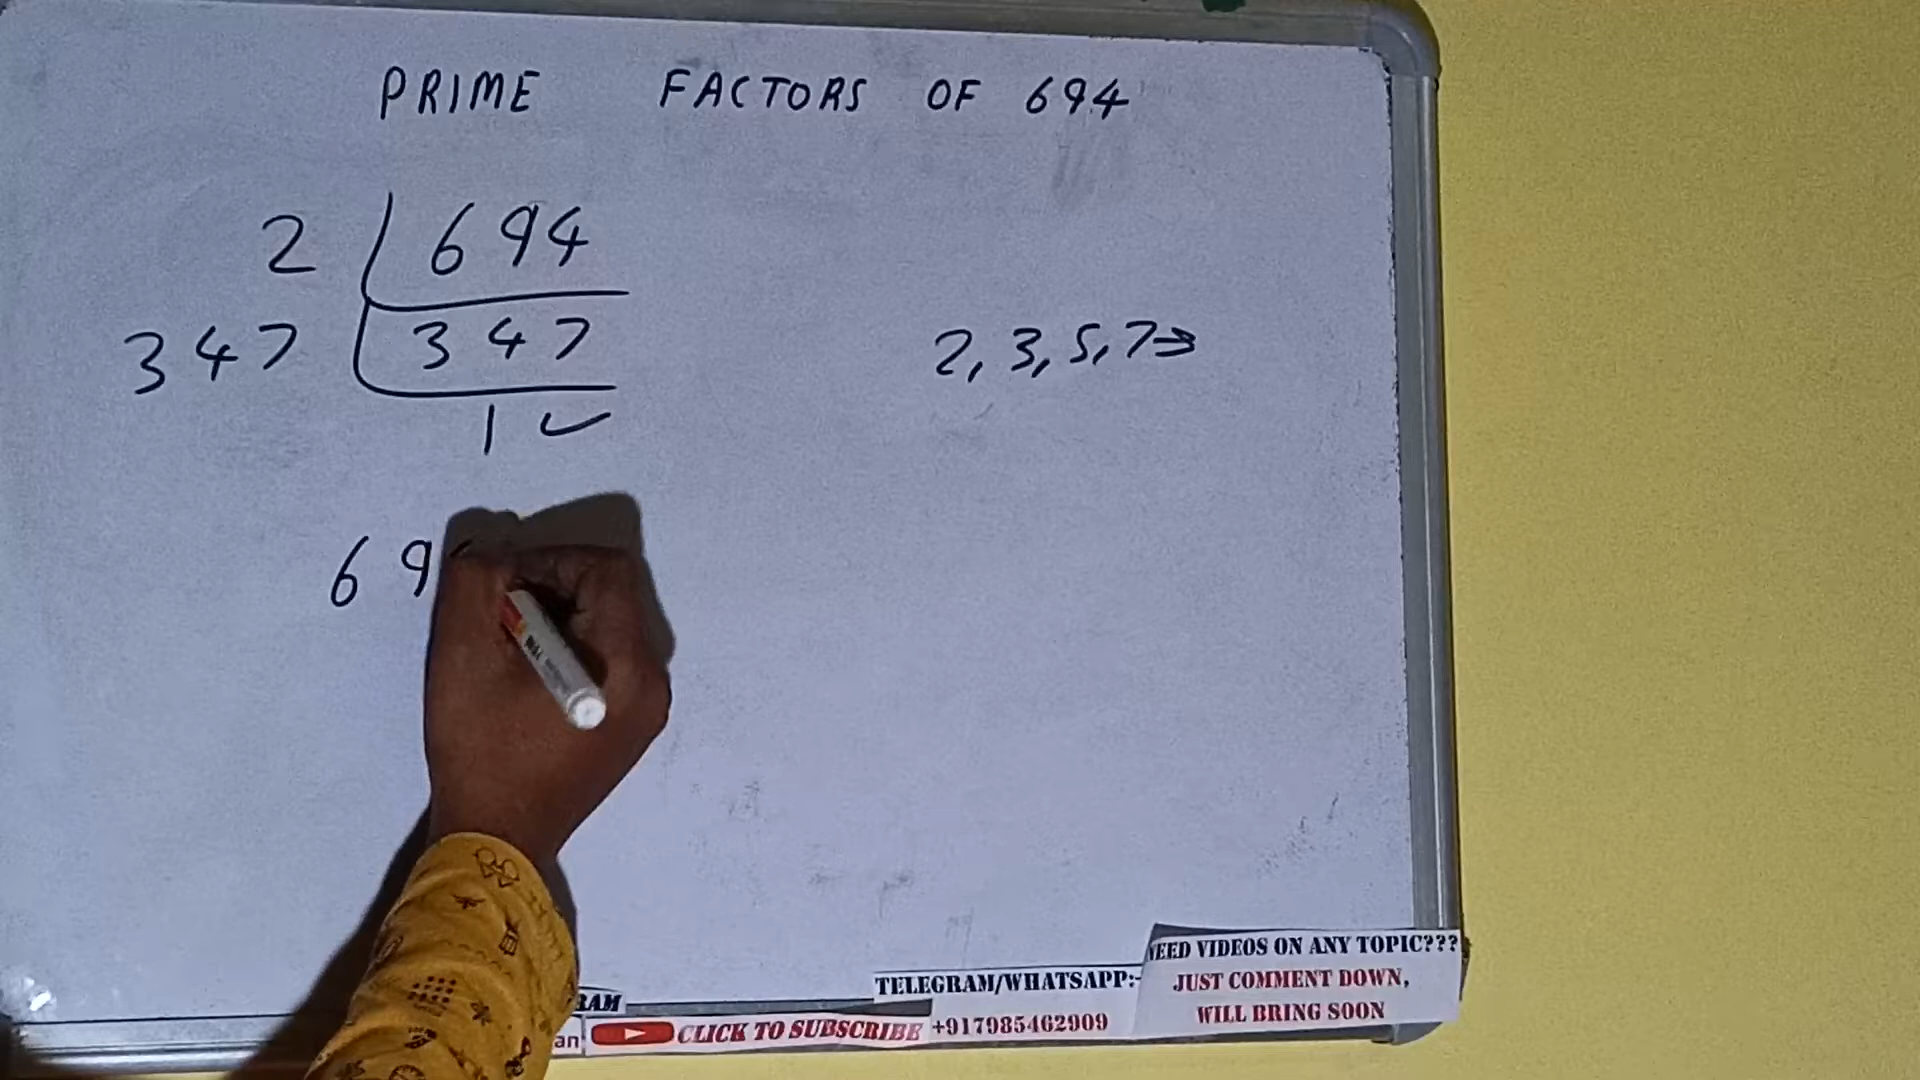 PRIME FACTORS OF 694
2 694
347 347
1
2, 3, 5, 7
69
NEED VIDEOS ON ANY TOPIC???
JUST COMMENT DOWN,
WILL BRING SOON
TELEGRAM/WHATSAPP:-
+917985462909
CLICK TO SUBSCRIBE